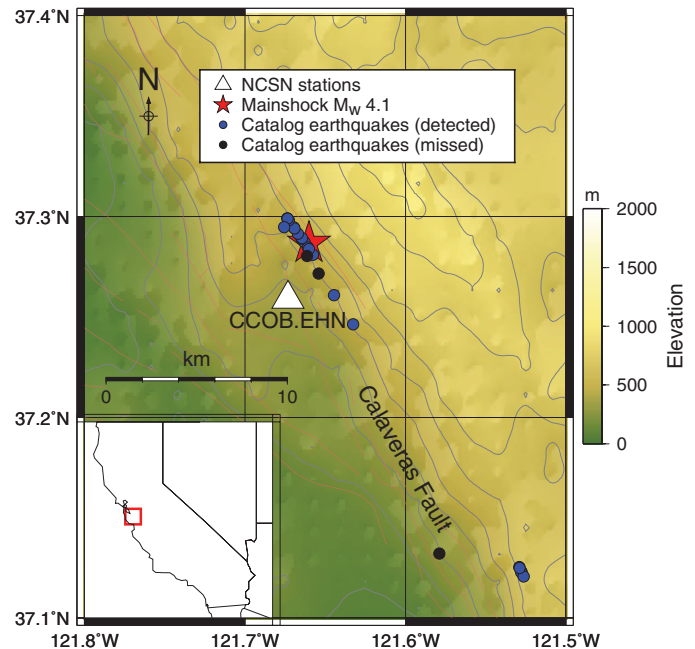 37.4˚N
N
NCSN stations
Mainshock Mw 4.1
Catalog earthquakes (detected)
Catalog earthquakes (missed)
37.3˚N
CCOB.EHN
km
0 10
37.2˚N
Calaveras Fault
37.1˚N
121.8˚W 121.7˚W 121.6˚W 121.5˚W
m
2000
1500
1000
500
0
Elevation